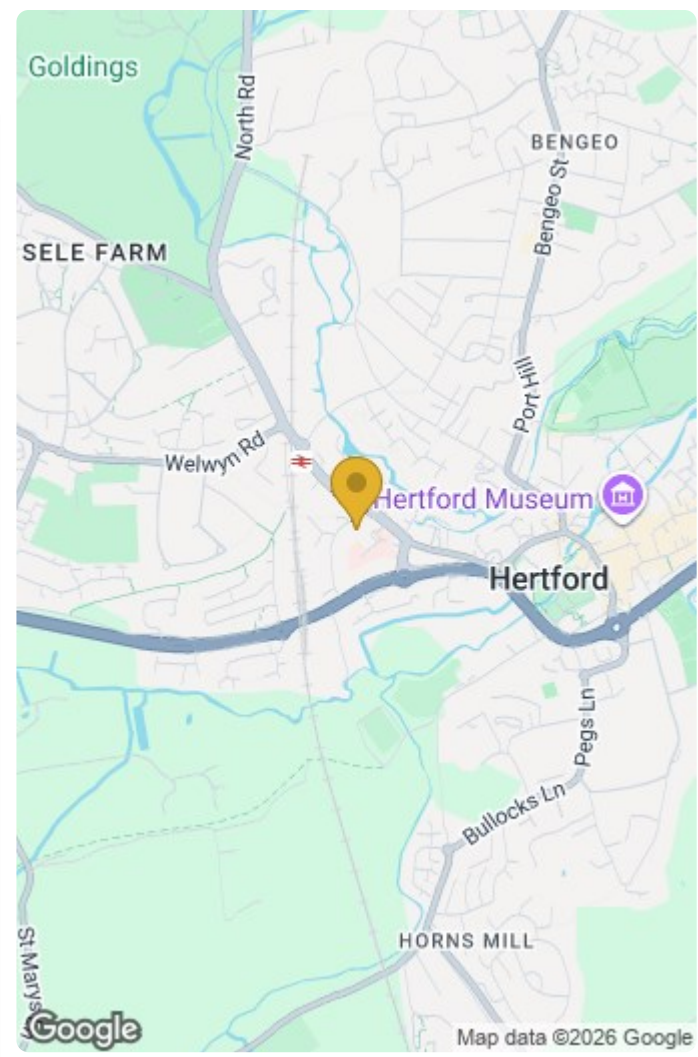 Goldings
North Rd
BENGEO
Bengeo St
SELE FARM
Port Hill
Welwyn Rd
Hertford Museum
Hertford
Pegs Ln
Bullocks Ln
HORNS MILL
St Marys
Google
Map data ©2026 Google